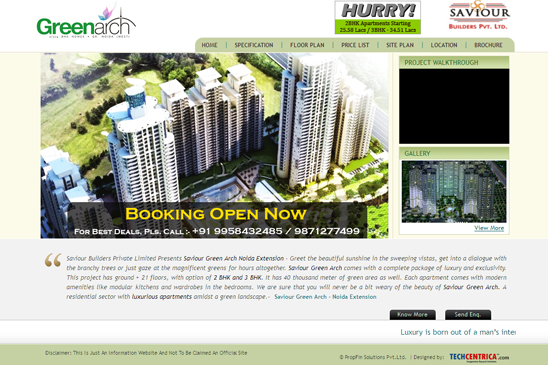 Greenarch
HURRY!
2BHK Apartments Starting
25.58 Lacs / 3BHK - 34.51 Lacs
SAVIOUR
BUILDERS PVT. LTD.
HOME | SPECIFICATION | FLOOR PLAN | PRICE LIST | SITE PLAN | LOCATION | BROCHURE
PROJECT WALKTHROUGH
GALLERY
View More
BOOKING OPEN NOW
FOR BEST DEALS, PLS. CALL :- +91 9958432485 / 9871277499
Saviour Builders Private Limited Presents Saviour Green Arch Noida Extension - Greet the beautiful sunshine in the sweeping vistas, get into a dialogue with
the branchy trees or just gaze at the magnificent greens for hours altogether. Saviour Green Arch comes with a complete package of luxury and exclusivity.
This project has ground + 21 floors, with option of 2 BHK and 3 BHK. It has 40 thousand meter of green area as well. Each apartment comes with modern
amenities like modular kitchens and wardrobes in the bedrooms. We are sure that you will never be a bit weary of the beauty of Saviour Green Arch. A
residential sector with luxurious apartments amidst a green landscape.- Saviour Green Arch - Noida Extension
Know More
Send Enq.
Luxury is born out of a man's Inte
Disclaimer: This Is Just An Information Website And Not To Be Claimed An Official Site
© PropFin Solutions Pvt.Ltd. | Designed by: TECHCENTRICA.com